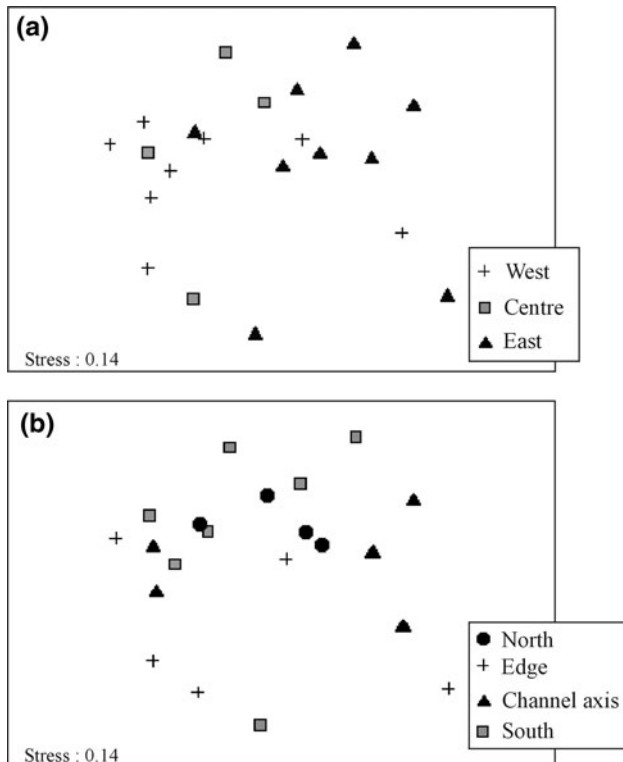 (a)
West
Centre
East
Stress : 0.14
(b)
North
Edge
Channel axis
South
Stress : 0.14